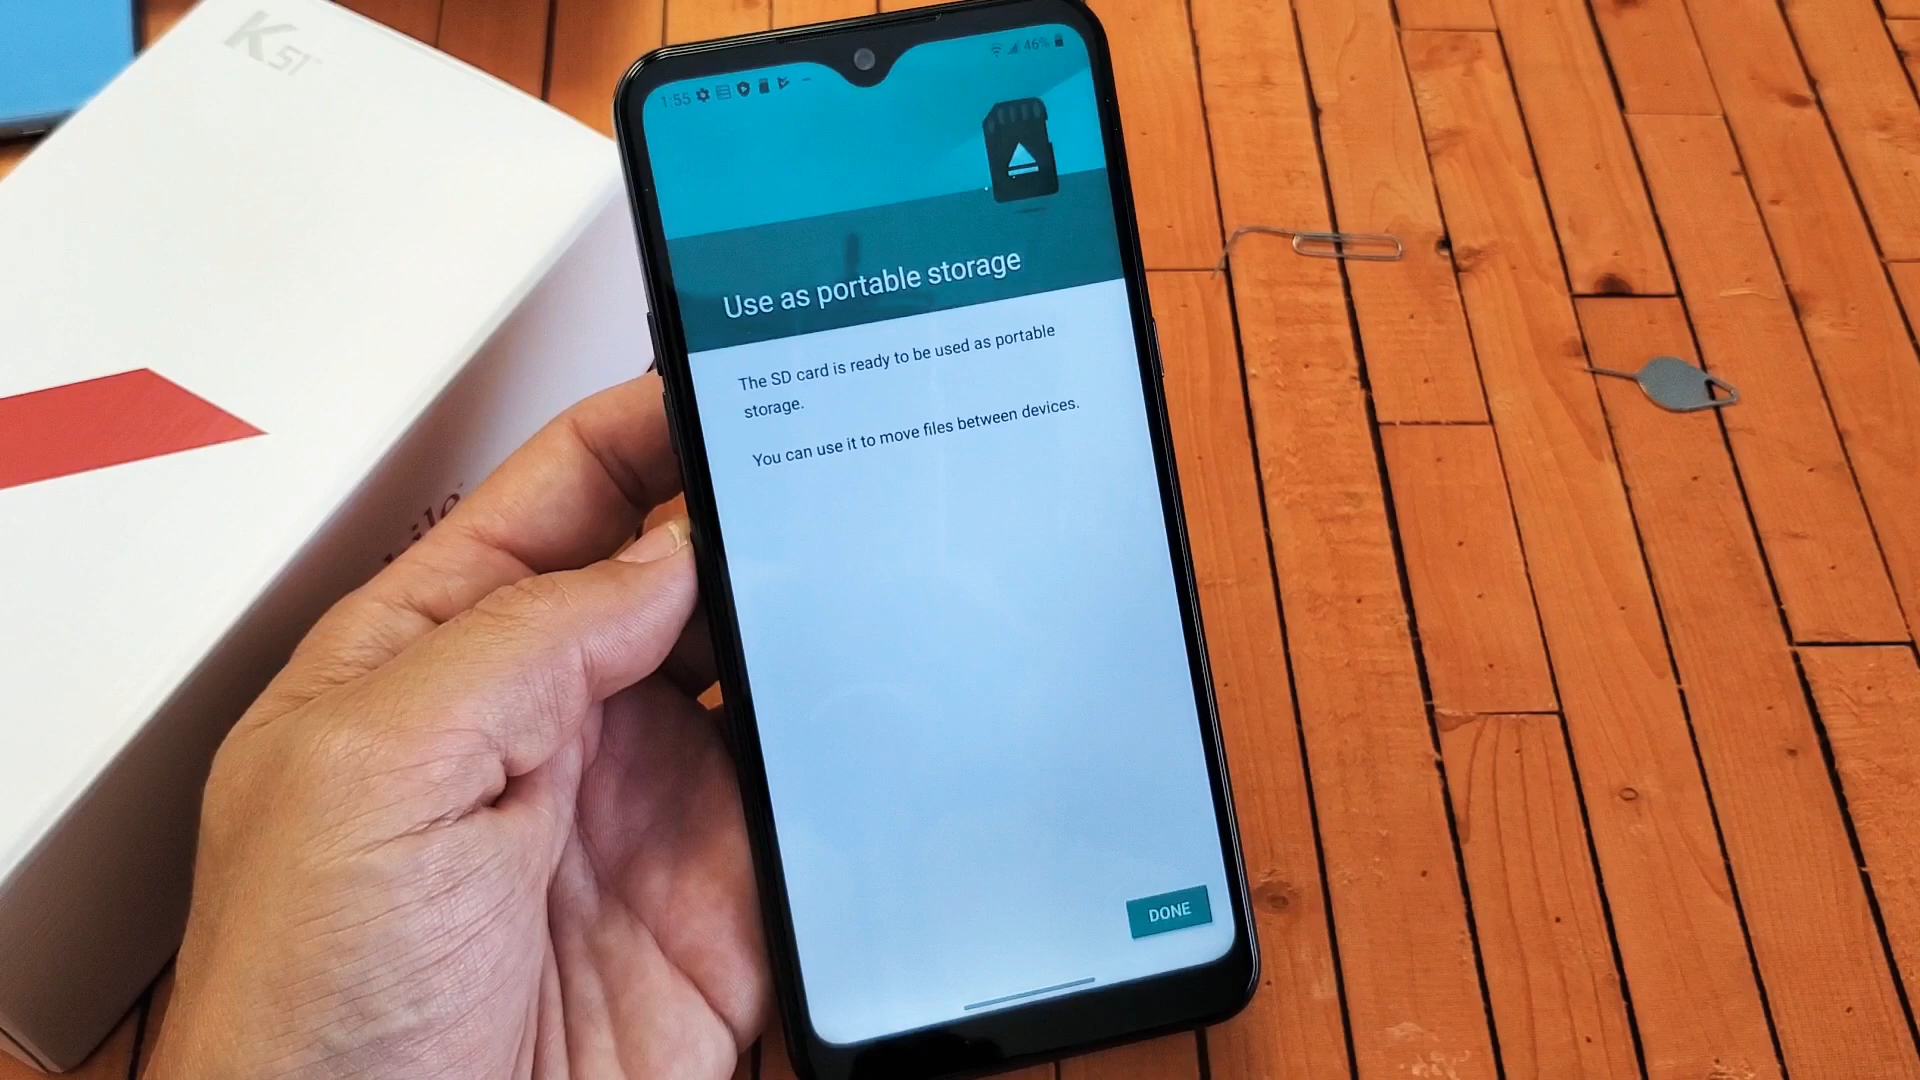 K51
1:55
46%
Use as portable storage
The SD card is ready to be used as portable
storage.
You can use it to move files between devices.
DONE